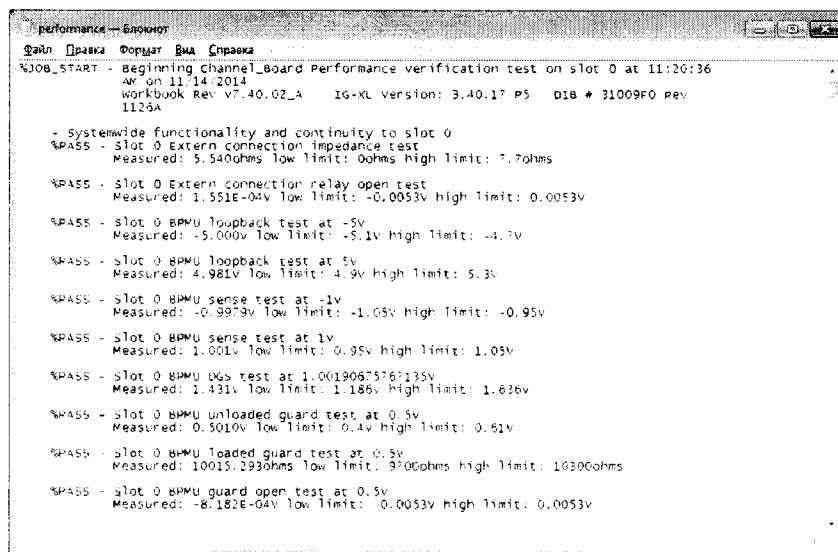 performance — Блокнот
Файл Правка Формат Вид Справка
%JOB_START - Beginning Channel_Board Performance verification test on slot 0 at 11:20:36
AM on 11/14/2014
Workbook Rev v7.40.02_A IG-XL Version: 3.40.17 P5 DIB # 31009F0 Rev
1126A
- Systemwide functionality and continuity to slot 0
%PASS - Slot 0 Extern connection impedance test
Measured: 5.540ohms low limit: 0ohms high limit: 7.7ohms
%PASS - Slot 0 Extern connection relay open test
Measured: 1.551E-04v low limit: -0.0053v high limit: 0.0053v
%PASS - Slot 0 BPMU loopback test at -5v
Measured: -5.000v low limit: -5.1v high limit: -4.7v
%PASS - Slot 0 BPMU loopback test at 5v
Measured: 4.981v low limit: 4.9v high limit: 5.3v
%PASS - Slot 0 BPMU sense test at -1v
Measured: -0.9979v low limit: -1.05v high limit: -0.95v
%PASS - Slot 0 BPMU sense test at 1v
Measured: 1.001v low limit: 0.95v high limit: 1.05v
%PASS - Slot 0 BPMU DGS test at
Measured: 1.431v low limit: 1.186v high limit: 1.636v
%PASS - Slot 0 BPMU unloaded guard test at 0.5v
Measured: 0.5010v low limit: 0.4v high limit: 0.61v
%PASS - Slot 0 BPMU loaded guard test at 0.5v
Measured: 10015.293ohms low limit: 9700ohms high limit: 10300ohms
%PASS - Slot 0 BPMU guard open test at 0.5v
Measured: -8.182E-04v low limit: -0.0053v high limit: 0.0053v